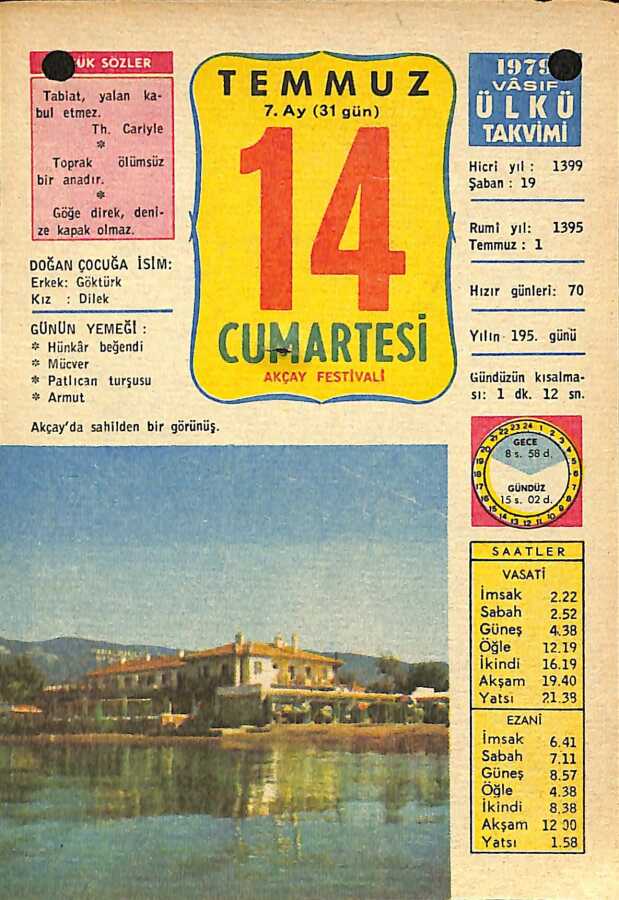 ÜK SÖZLER
Tabiat, yalan ka-
bul etmez.
Th. Carlyle
*
Toprak ölümsüz
bir anadır.
*
Göğe direk, deni-
ze kapak olmaz.
DOĞAN ÇOCUĞA İSİM:
Erkek: Göktürk
Kız : Dilek
GÜNÜN YEMEĞİ :
* Hünkâr beğendi
* Mücver
* Patlıcan turşusu
* Armut
TEMMUZ
7. Ay (31 gün)
14
CUMARTESİ
AKÇAY FESTİVALİ
1979
VÂSIF
ÜLKÜ
TAKVİMİ
Hicri yıl : 1399
Şaban : 19
Rumî yıl: 1395
Temmuz : 1
Hızır günleri: 70
Yılın 195. günü
Gündüzün kısalma-
sı: 1 dk. 12 sn.
GECE
8 s. 58 d.
GÜNDÜZ
15 s. 02 d.
Akçay'da sahilden bir görünüş.
SAATLER
VASATİ
İmsak 2.22
Sabah 2.52
Güneş 4.38
Öğle 12.19
İkindi 16.19
Akşam 19.40
Yatsı 21.38
EZANİ
İmsak 6.41
Sabah 7.11
Güneş 8.57
Öğle 4.38
İkindi 8.38
Akşam 12 00
Yatsı 1.58